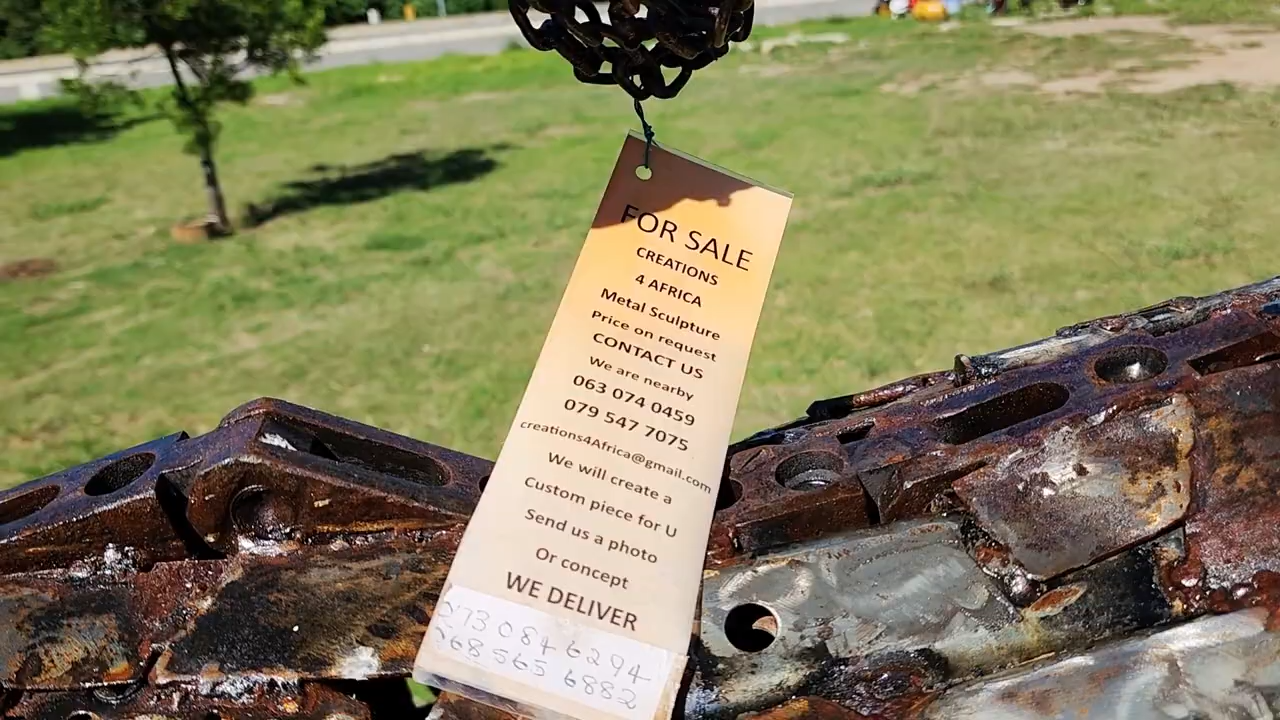 FOR SALE
CREATIONS
4 AFRICA
Metal Sculpture
Price on request
CONTACT US
We are nearby
063 074 0459
079 547 7075
creations4Africa@gmail.com
We will create a
Custom piece for U
Send us a photo
Or concept
WE DELIVER
073 084 6294
068 565 6882